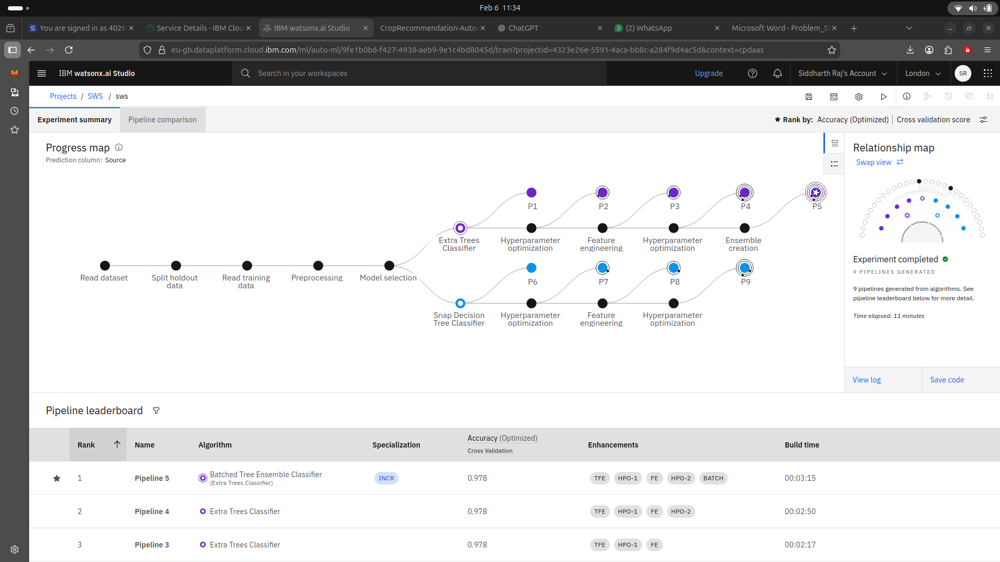 Feb 6 11:34
You are signed in as 4026
Service Details - IBM Clou
IBM watsonx.ai Studio
CropRecommendation-Auto
ChatGPT
(2) WhatsApp
Microsoft Word - Problem_S
eu-gb.dataplatform.cloud.ibm.com/ml/auto-ml/9fe1b0b6-f427-4938-aeb9-9e1c4bd8045d/train?projectid=4323e26e-5591-4aca-bb8c-a284f9d4ac5d&context=cpdaas
IBM watsonx.ai Studio
Search in your workspaces
Upgrade
Siddharth Raj's Account
London
SR
Projects / SWS / sws
Experiment summary
Pipeline comparison
Rank by: Accuracy (Optimized) | Cross validation score
Progress map
Prediction column: Source
P1
P2
P3
P4
P5
Extra Trees
Classifier
Hyperparameter
optimization
Feature
engineering
Hyperparameter
optimization
Ensemble
creation
Read dataset
Split holdout
data
Read training
data
Preprocessing
Model selection
P6
P7
P8
P9
Snap Decision
Tree Classifier
Hyperparameter
optimization
Feature
engineering
Hyperparameter
optimization
Relationship map
Swap view
Experiment completed
9 PIPELINES GENERATED
9 pipelines generated from algorithms. See
pipeline leaderboard below for more detail.
Time elapsed: 11 minutes
View log
Save code
Pipeline leaderboard
Rank Name Algorithm Specialization Accuracy (Optimized) Enhancements Build time
Cross Validation
1 Pipeline 5 Batched Tree Ensemble Classifier INCR 0.978 TFE HPO-1 FE HPO-2 BATCH 00:03:15
(Extra Trees Classifier)
2 Pipeline 4 Extra Trees Classifier 0.978 TFE HPO-1 FE HPO-2 00:02:50
3 Pipeline 3 Extra Trees Classifier 0.978 TFE HPO-1 FE 00:02:17